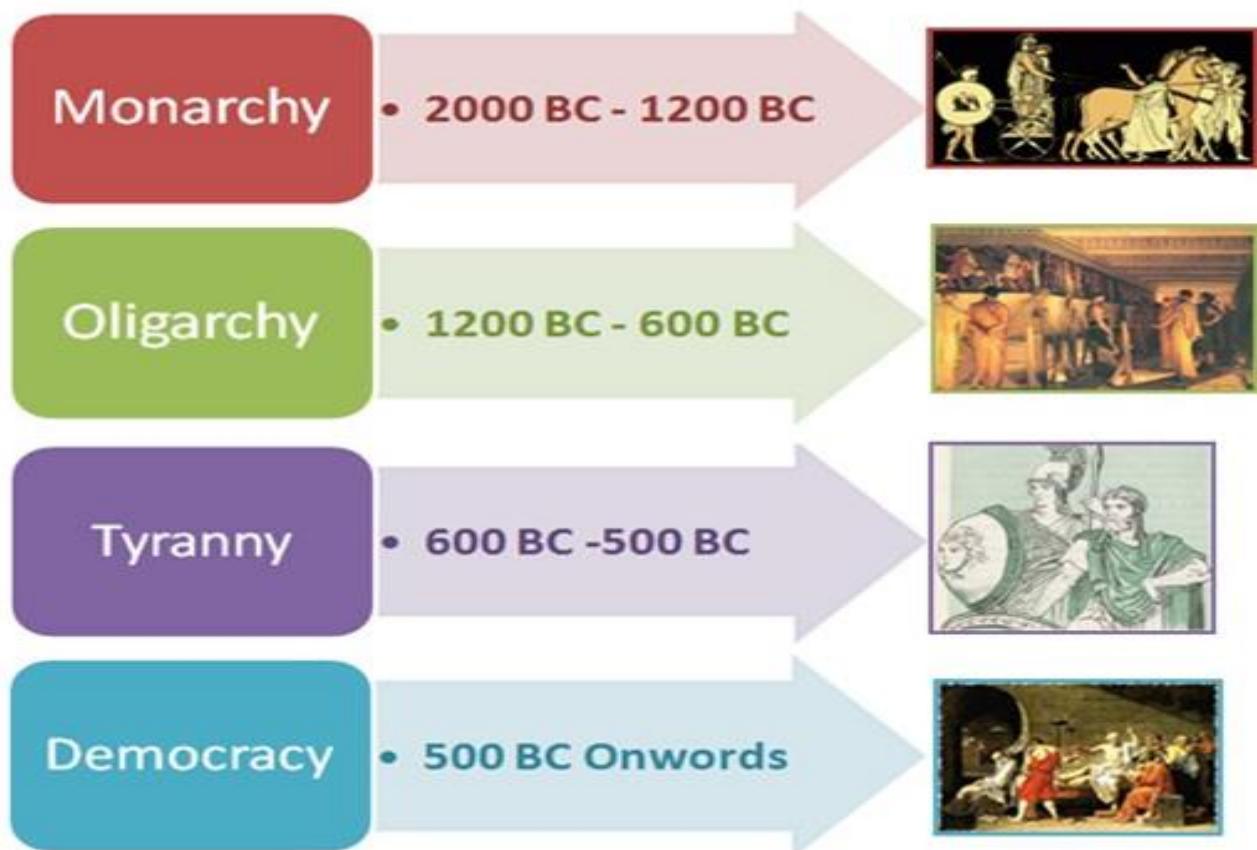 Monarchy
• 2000 BC - 1200 BC
Oligarchy
• 1200 BC - 600 BC
Tyranny
• 600 BC -500 BC
Democracy
• 500 BC Onwords